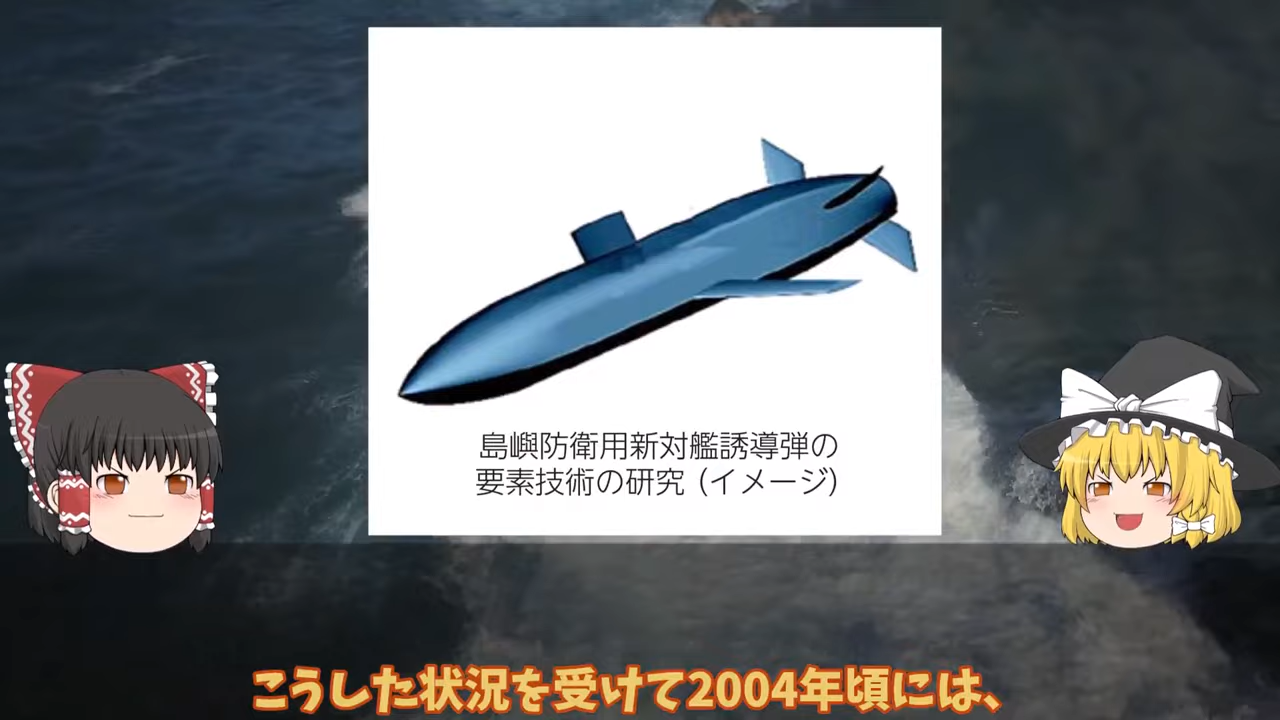 島嶼防衛用新対艦誘導弾の
要素技術の研究 (イメージ)
こうした状況を受けて2004年頃には、